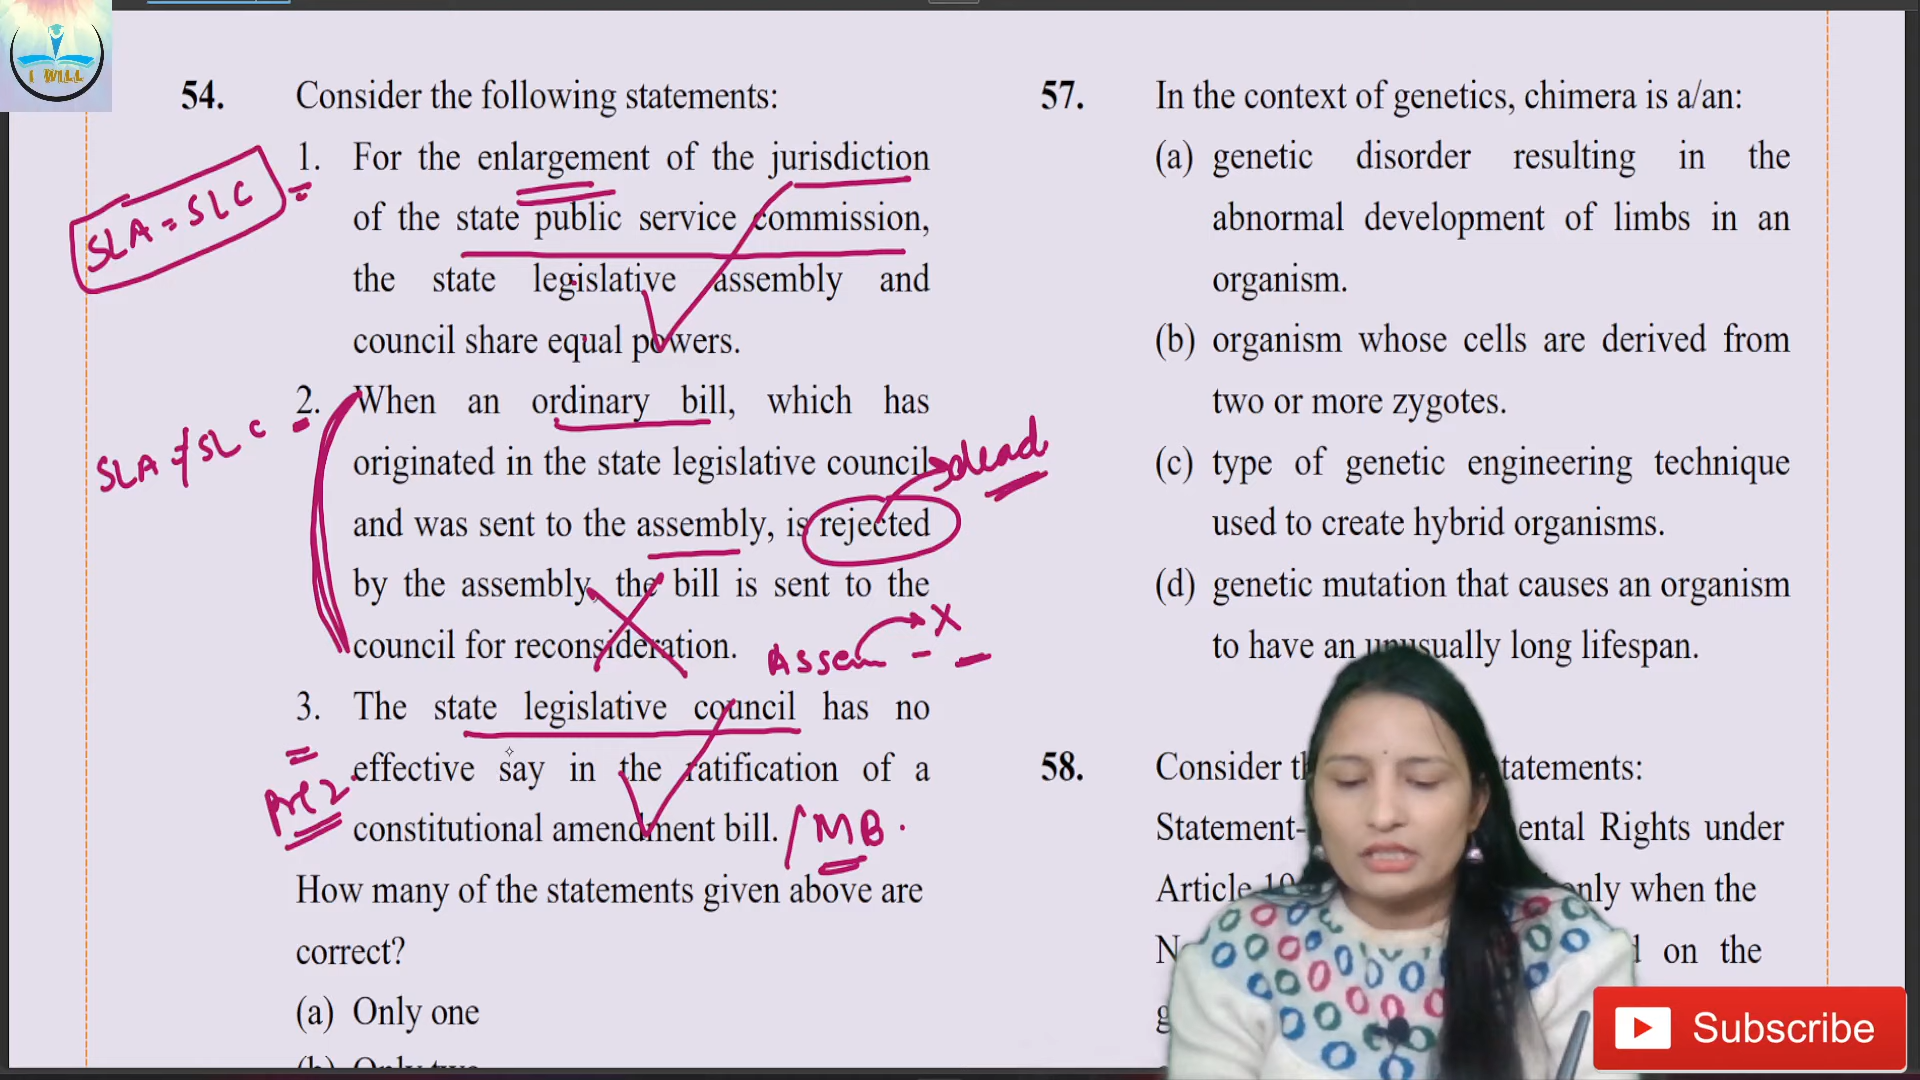 I WILL
54. Consider the following statements:
1. For the enlargement of the jurisdiction
of the state public service commission,
the state legislative assembly and
council share equal powers.
2. When an ordinary bill, which has
originated in the state legislative council
and was sent to the assembly, is rejected
by the assembly, the bill is sent to the
council for reconsideration.
3. The state legislative council has no
effective say in the ratification of a
constitutional amendment bill.
How many of the statements given above are
correct?
(a) Only one
(b) Only two
SLA = SLC
SLA ≠ SLC
dead
Assem - X
/ MB.
57. In the context of genetics, chimera is a/an:
(a) genetic disorder resulting in the
abnormal development of limbs in an
organism.
(b) organism whose cells are derived from
two or more zygotes.
(c) type of genetic engineering technique
used to create hybrid organisms.
(d) genetic mutation that causes an organism
to have an unusually long lifespan.
58. Consider tatements:
Statement- ental Rights under
Article 19 only when the
on the
Subscribe